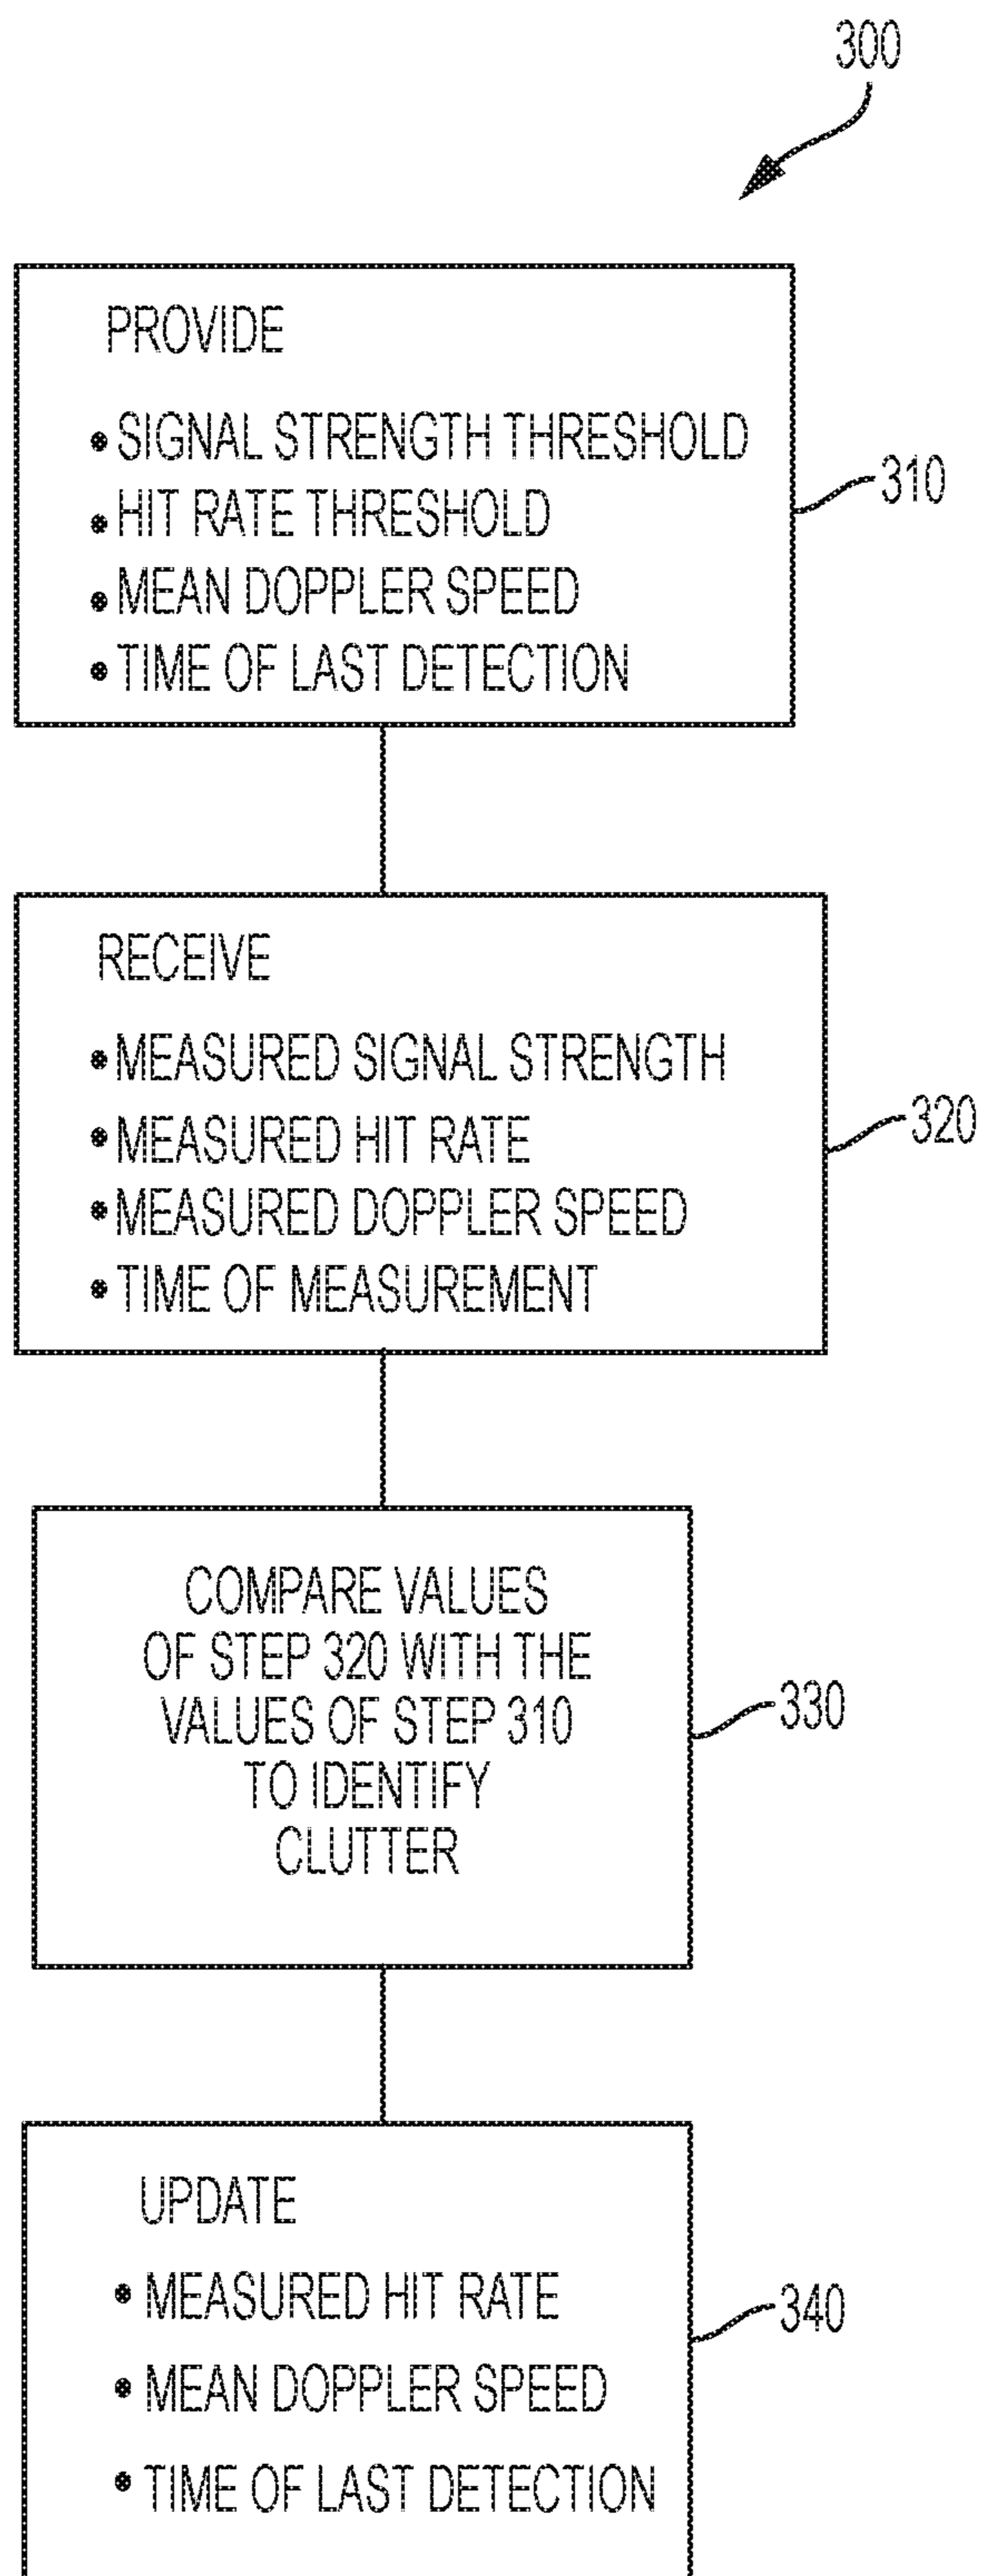 300
PROVIDE
• SIGNAL STRENGTH THRESHOLD
• HIT RATE THRESHOLD
• MEAN DOPPLER SPEED
• TIME OF LAST DETECTION
310
RECEIVE
• MEASURED SIGNAL STRENGTH
• MEASURED HIT RATE
• MEASURED DOPPLER SPEED
• TIME OF MEASUREMENT
320
COMPARE VALUES
OF STEP 320 WITH THE
VALUES OF STEP 310
TO IDENTIFY
CLUTTER
330
UPDATE
• MEASURED HIT RATE
• MEAN DOPPLER SPEED
• TIME OF LAST DETECTION
340